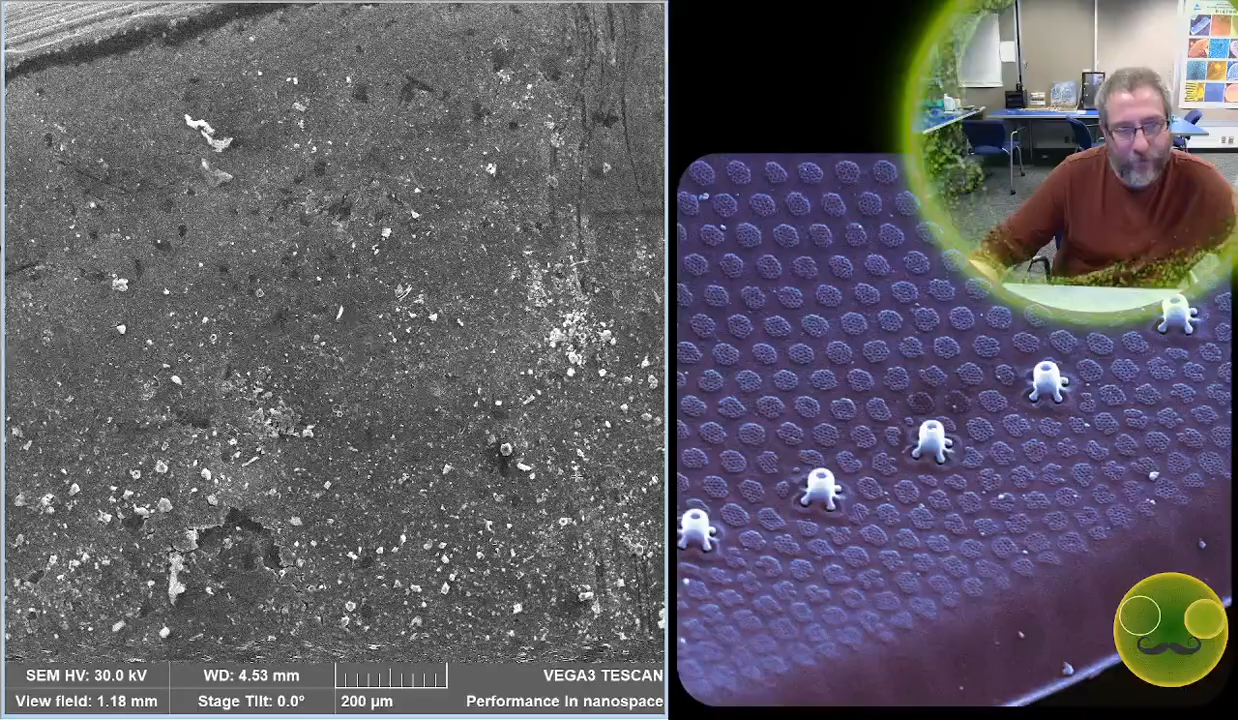 SEM HV: 30.0 kV
WD: 4.53 mm
VEGA3 TESCAN
View field: 1.18 mm
Stage Tilt: 0.0°
200 µm
Performance in nanospace